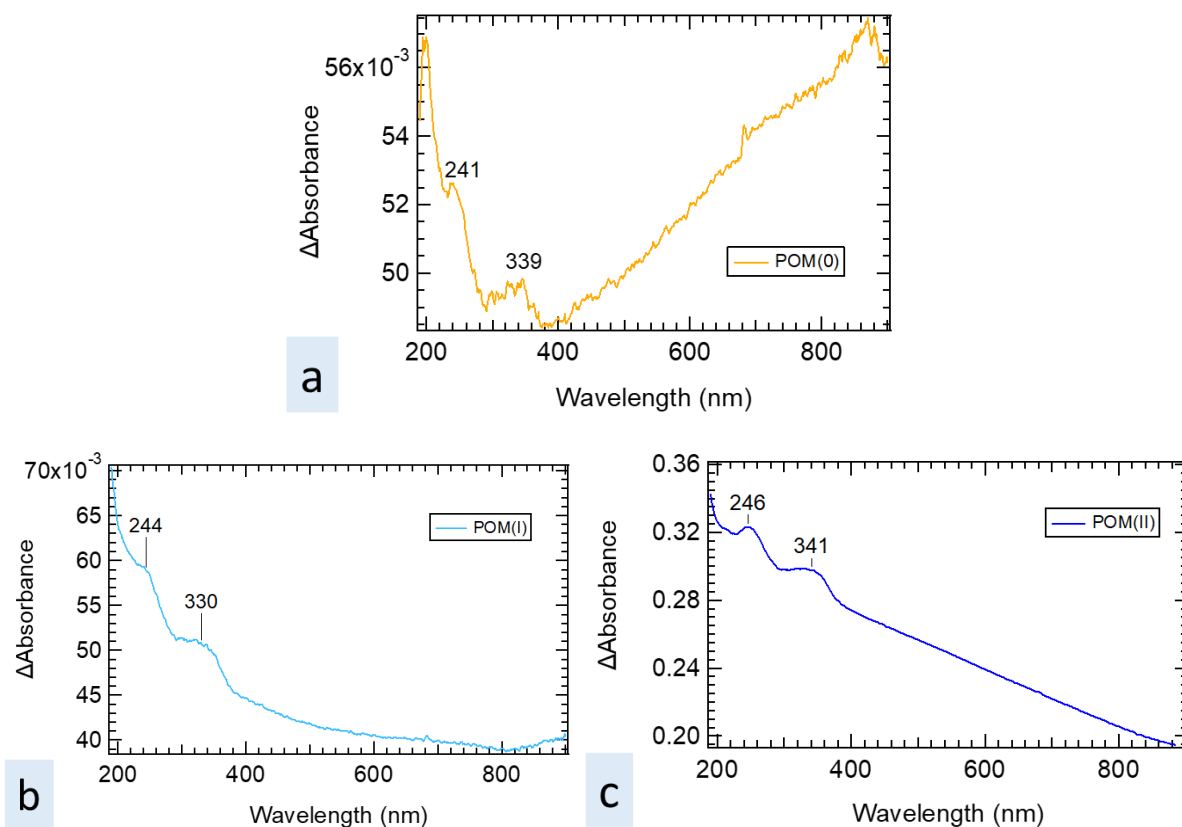 56x10⁻³
54
52
50
ΔAbsorbance
241
339
POM(0)
200
400
600
800
Wavelength (nm)
a
70x10⁻³
65
60
55
50
45
40
ΔAbsorbance
244
330
POM(I)
200
400
600
800
Wavelength (nm)
b
0.36
0.32
0.28
0.24
0.20
ΔAbsorbance
246
341
POM(II)
200
400
600
800
Wavelength (nm)
c